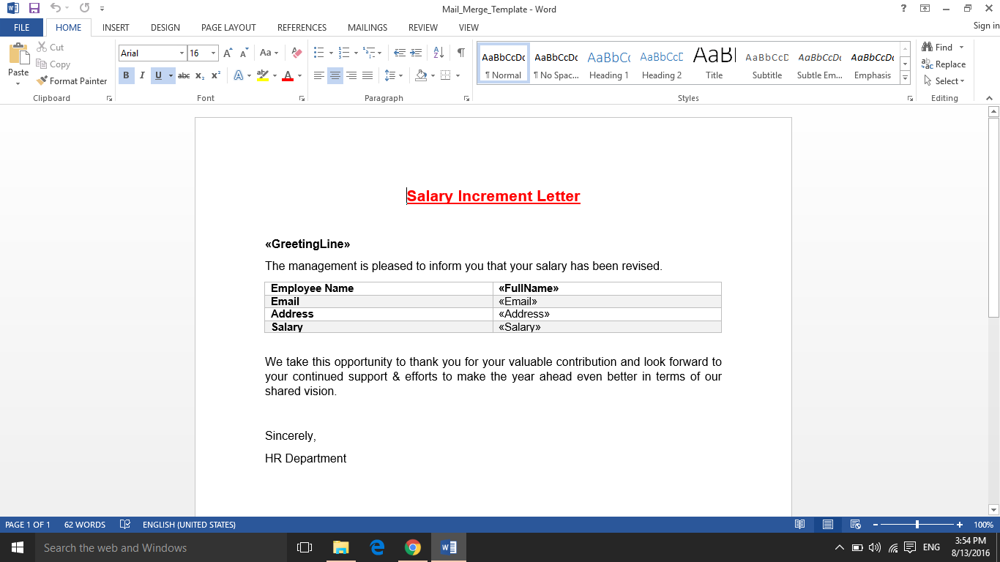 Mail_Merge_Template - Word
FILE HOME INSERT DESIGN PAGE LAYOUT REFERENCES MAILINGS REVIEW VIEW Sign in
Paste
Cut
Copy
Format Painter
Clipboard
Arial 16
Aa
B I U abc x₂ x² A ab A
Font
Paragraph
AaBbCcDc AaBbCcDc AaBbCc AaBbCcD AaBl AaBbCcD AaBbCcDc AaBbCcDc
¶ Normal ¶ No Spac... Heading 1 Heading 2 Title Subtitle Subtle Em... Emphasis
Styles
Find
Replace
Select
Editing
Salary Increment Letter
«GreetingLine»
The management is pleased to inform you that your salary has been revised.
Employee Name «FullName»
Email «Email»
Address «Address»
Salary «Salary»
We take this opportunity to thank you for your valuable contribution and look forward to
your continued support & efforts to make the year ahead even better in terms of our
shared vision.
Sincerely,
HR Department
PAGE 1 OF 1 62 WORDS ENGLISH (UNITED STATES) 100%
Search the web and Windows
ENG
3:54 PM
8/13/2016